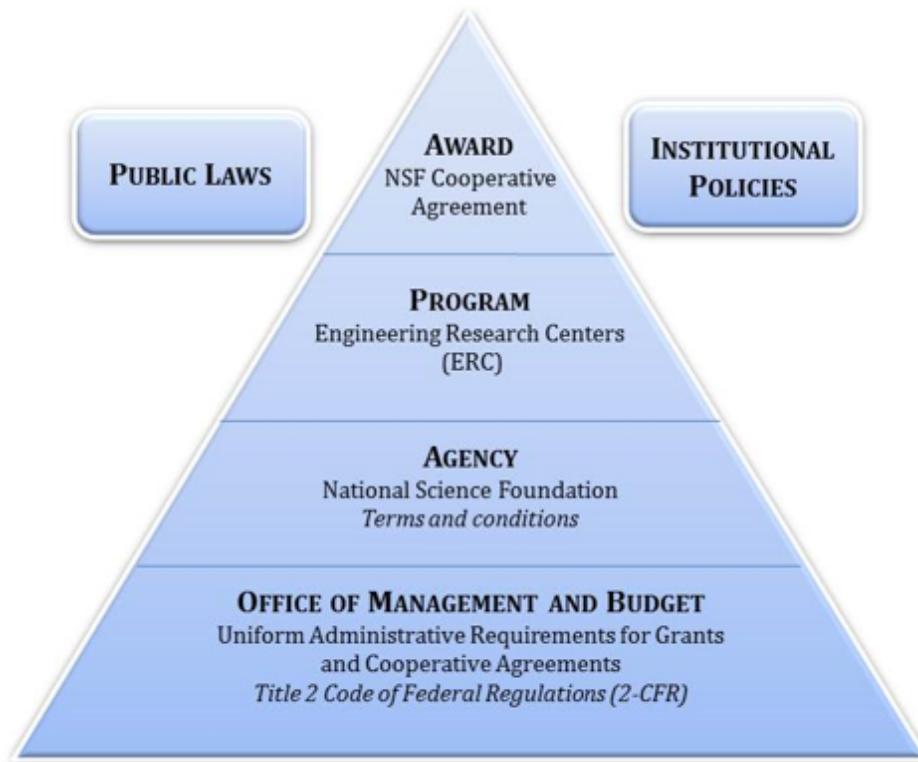 PUBLIC LAWS
INSTITUTIONAL
POLICIES
AWARD
NSF Cooperative
Agreement
PROGRAM
Engineering Research Centers
(ERC)
AGENCY
National Science Foundation
Terms and conditions
OFFICE OF MANAGEMENT AND BUDGET
Uniform Administrative Requirements for Grants
and Cooperative Agreements
Title 2 Code of Federal Regulations (2-CFR)